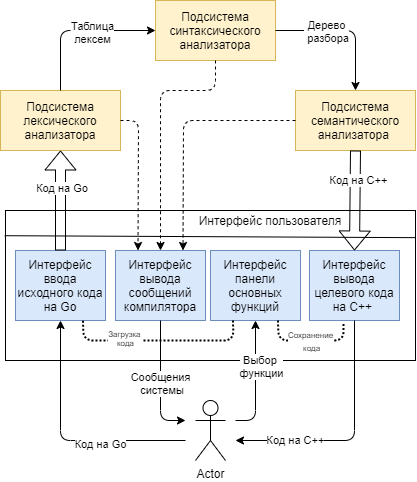 Таблица
лексем
Подсистема
синтаксического
анализатора
Дерево
разбора
Подсистема
лексического
анализатора
Подсистема
семантического
анализатора
Код на Go
Код на C++
Интерфейс пользователя
Интерфейс
ввода
исходного кода
на Go
Интерфейс
вывода
сообщений
компилятора
Интерфейс
панели
основных
функций
Интерфейс
вывода
целевого кода
на C++
Загрузка
кода
Сохранение
кода
Сообщения
системы
Выбор
функции
Код на Go
Код на C++
Actor